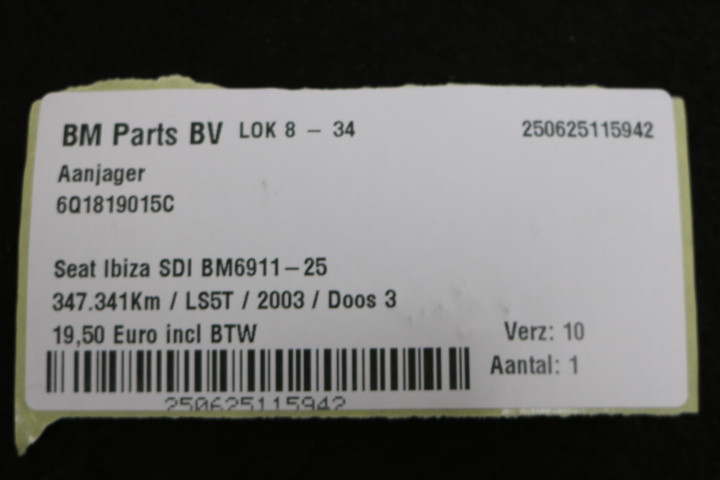 BM Parts BV LOK 8 - 34 250625115942
Aanjager
6Q1819015C
Seat Ibiza SDI BM6911-25
347.341Km / LS5T / 2003 / Doos 3
19,50 Euro incl BTW Verz: 10
Aantal: 1
250625115942